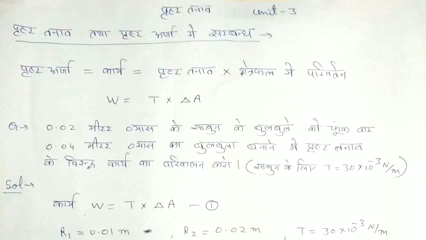 पृष्ठ तनाव unit-3
पृष्ठ तनाव तथा पृष्ठ ऊर्जा में सम्बन्ध →
पृष्ठ ऊर्जा = कार्य = पृष्ठ तनाव × क्षेत्रफल में परिवर्तन
W = T × ΔA
Q→ 0.02 मीटर व्यास के साबुन के बुलबुले को फूंक कर
0.04 मीटर व्यास का बुलबुला बनाने में पृष्ठ तनाव
के विरुद्ध कार्य का परिकलन करो। (साबुन के लिए T = 30×10⁻³ N/m)
Sol→
कार्य W = T × ΔA — ①
R₁ = 0.01 m , R₂ = 0.02 m , T = 30×10⁻³ N/m